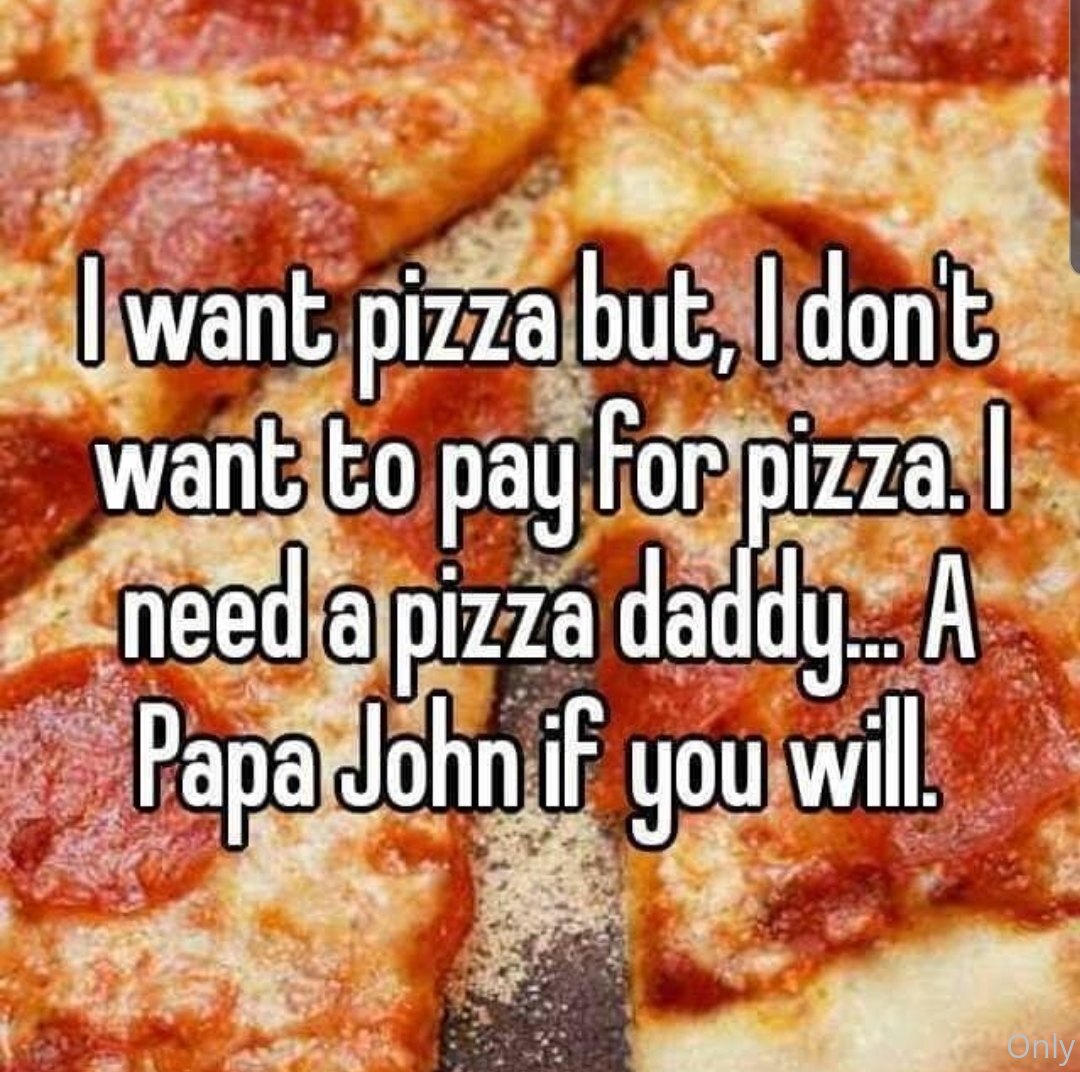 I want pizza but, I don't
want to pay for pizza. I
need a pizza daddy... A
Papa John if you will.
Only